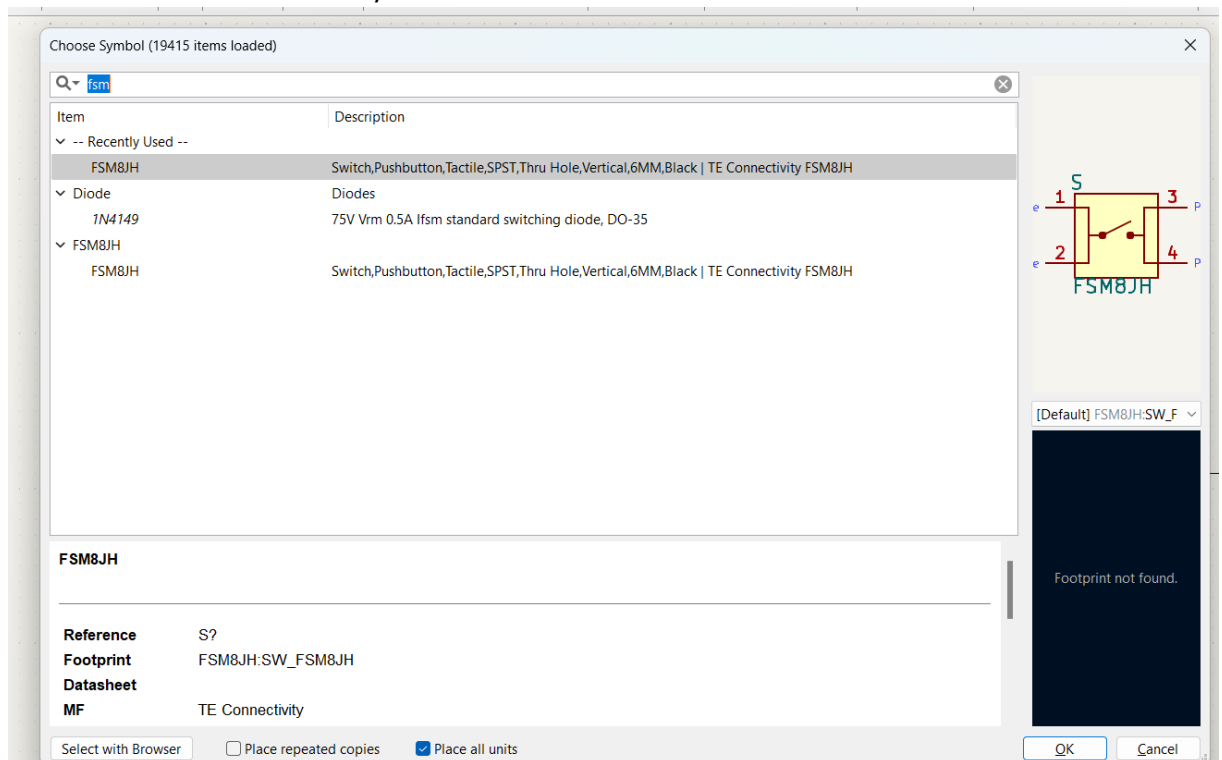 Choose Symbol (19415 items loaded)
fsm
Item Description
-- Recently Used --
FSM8JH Switch,Pushbutton,Tactile,SPST,Thru Hole,Vertical,6MM,Black | TE Connectivity FSM8JH
Diode Diodes
1N4149 75V Vrm 0.5A Ifsm standard switching diode, DO-35
FSM8JH
FSM8JH Switch,Pushbutton,Tactile,SPST,Thru Hole,Vertical,6MM,Black | TE Connectivity FSM8JH
S
e 1 3 P
e 2 4 P
FSM8JH
[Default] FSM8JH:SW_F
Footprint not found.
FSM8JH
Reference S?
Footprint FSM8JH:SW_FSM8JH
Datasheet
MF TE Connectivity
Select with Browser Place repeated copies Place all units OK Cancel